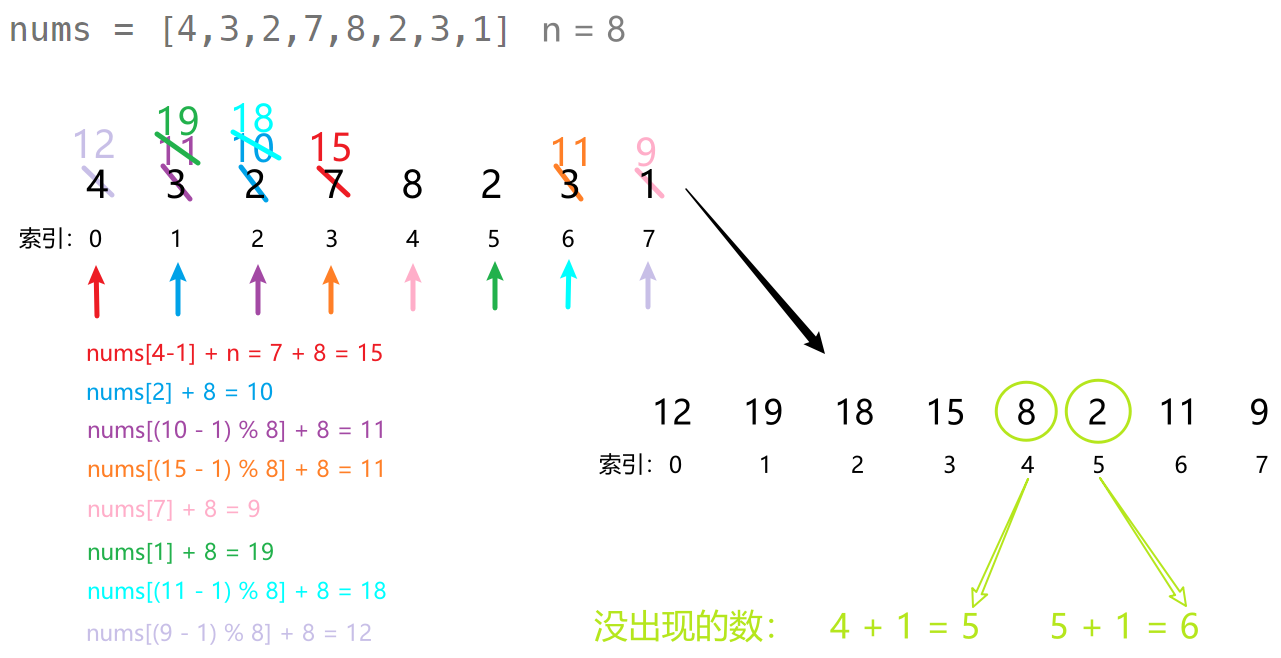 nums = [4,3,2,7,8,2,3,1] n = 8
19 18
12 11 10 15 11 9
4 3 2 7 8 2 3 1
索引: 0 1 2 3 4 5 6 7
nums[4-1] + n = 7 + 8 = 15
nums[2] + 8 = 10
nums[(10 - 1) % 8] + 8 = 11
nums[(15 - 1) % 8] + 8 = 11
nums[7] + 8 = 9
nums[1] + 8 = 19
nums[(11 - 1) % 8] + 8 = 18
nums[(9 - 1) % 8] + 8 = 12
12 19 18 15 8 2 11 9
索引: 0 1 2 3 4 5 6 7
没出现的数: 4 + 1 = 5 5 + 1 = 6